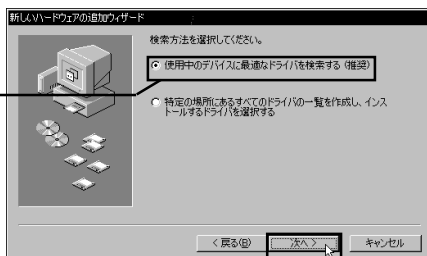 新しいハードウェアの追加ウィザード
検索方法を選択してください。
使用中のデバイスに最適なドライバを検索する (推奨)
特定の場所にあるすべてのドライバの一覧を作成し、インス
トールするドライバを選択する
< 戻る(B)
次へ >
キャンセル